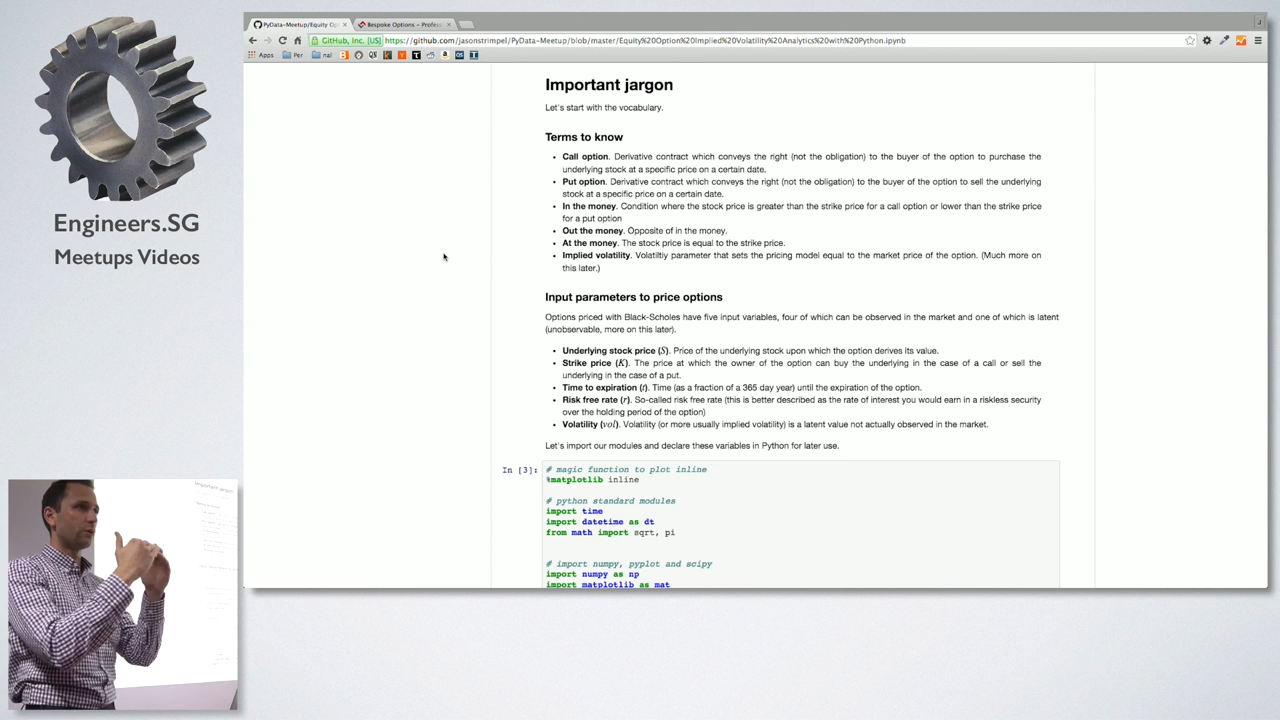 Engineers.SG
Meetups Videos
PyData-Meetup/Equity Op
Bespoke Options – Profess
GitHub, Inc. [US]
https://github.com/jasonstrimpel/PyData-Meetup/blob/master/Equity%20Option%20Implied%20Volatility%20Analytics%20with%20Python.ipynb
Apps
Per
nal
Important jargon
Let's start with the vocabulary.
Terms to know
Call option. Derivative contract which conveys the right (not the obligation) to the buyer of the option to purchase the
underlying stock at a specific price on a certain date.
Put option. Derivative contract which conveys the right (not the obligation) to the buyer of the option to sell the underlying
stock at a specific price on a certain date.
In the money. Condition where the stock price is greater than the strike price for a call option or lower than the strike price
for a put option
Out the money. Opposite of in the money.
At the money. The stock price is equal to the strike price.
Implied volatility. Volatiltiy parameter that sets the pricing model equal to the market price of the option. (Much more on
this later.)
Input parameters to price options
Options priced with Black-Scholes have five input variables, four of which can be observed in the market and one of which is latent
(unobservable, more on this later).
Underlying stock price (S). Price of the underlying stock upon which the option derives its value.
Strike price (K). The price at which the owner of the option can buy the underlying in the case of a call or sell the
underlying in the case of a put.
Time to expiration (t). Time (as a fraction of a 365 day year) until the expiration of the option.
Risk free rate (r). So-called risk free rate (this is better described as the rate of interest you would earn in a riskless security
over the holding period of the option)
Volatility (vol). Volatility (or more usually implied volatility) is a latent value not actually observed in the market.
Let's import our modules and declare these variables in Python for later use.
In [3]:
# magic function to plot inline
%matplotlib inline
# python standard modules
import time
import datetime as dt
from math import sqrt, pi
# import numpy, pyplot and scipy
import numpy as np
import matplotlib as mat